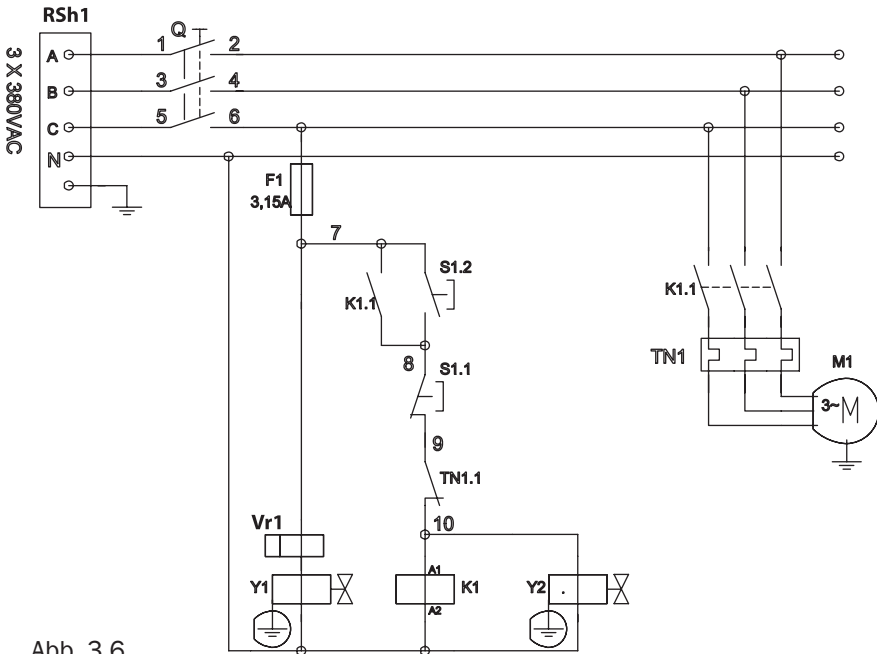 RSh1
3 X 380VAC
A
B
C
N
Q
1
2
3
4
5
6
F1
3,15A
7
K1.1
S1.2
8
S1.1
9
TN1.1
10
Vr1
Y1
A1
K1
A2
Y2
K1.1
TN1
M1
3~M
Abb. 3.6